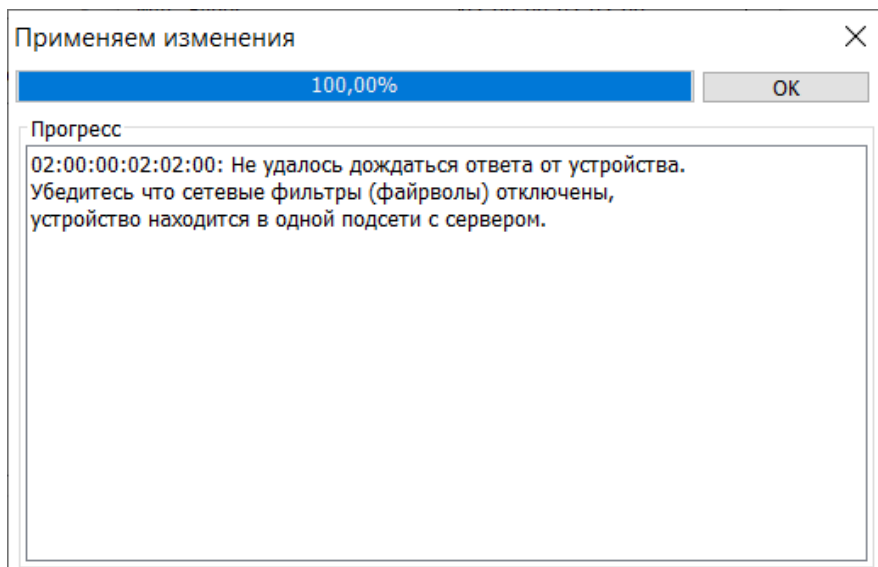 Применяем изменения
100,00%
OK
Прогресс
02:00:00:02:02:00: Не удалось дождаться ответа от устройства.
Убедитесь что сетевые фильтры (файрволы) отключены,
устройство находится в одной подсети с сервером.